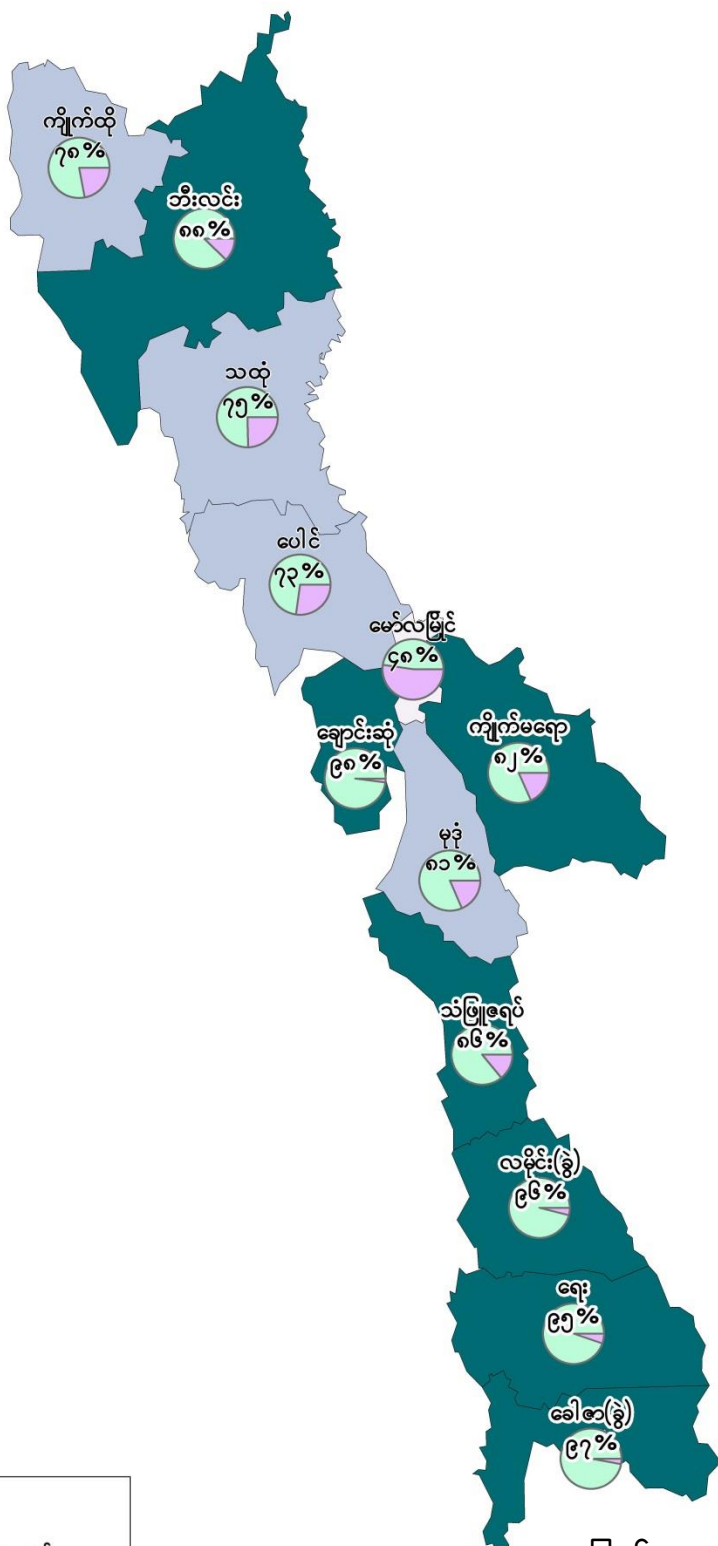 ကျိုက်ထို
၇၈%
ဘီးလင်း
၈၈%
သထုံ
၇၅%
ပေါင်
၇၃%
မော်လမြိုင်
၄၈%
ချောင်းဆုံ
၉၈%
ကျိုက်မရော
၈၂%
မုဒုံ
၈၁%
သံဖြူဇရပ်
၈၆%
လမိုင်း(ခွဲ)
၉၆%
ရေး
၉၅%
ခေါဇာ(ခွဲ)
၉၇%